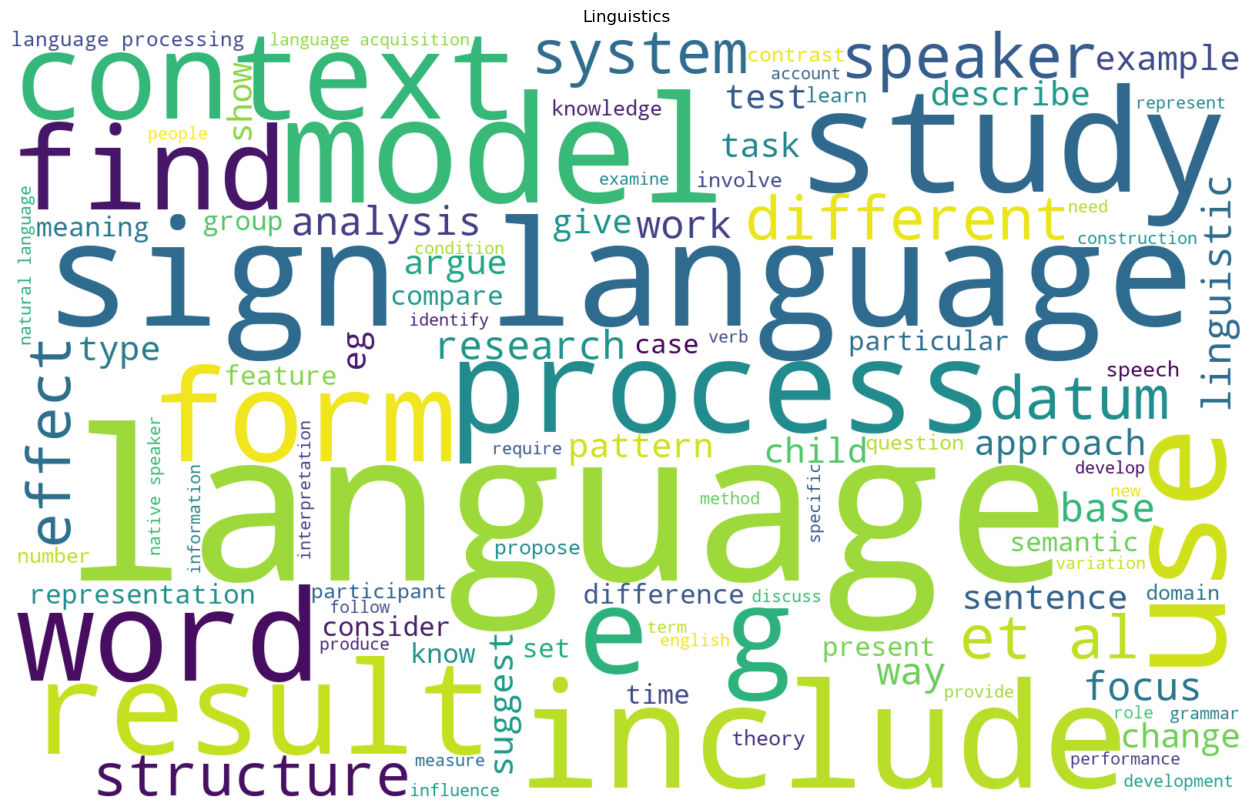 Linguistics
language processing
language acquisition
context
system
contrast
account
speaker
example
show
knowledge
test
learn
describe
represent
find
people
model
task
study
examine
involve
natural language
meaning
group
analysis
give
work
different
need
construction
linguistic
condition
argue
sign language
compare
identify
effect
type
eg
research
case
verb
particular
feature
form
process
speech
datum
require
pattern
child
question
approach
develop
native speaker
information
interpretation
language
method
specific
new
base
use
number
propose
semantic
variation
representation
participant
difference
discuss
sentence
domain
word
follow
consider
produce
know
suggest
set
e g
term
english
present
et al
way
focus
result
time
include
provide
role
grammar
theory
change
structure
measure
influence
performance
development